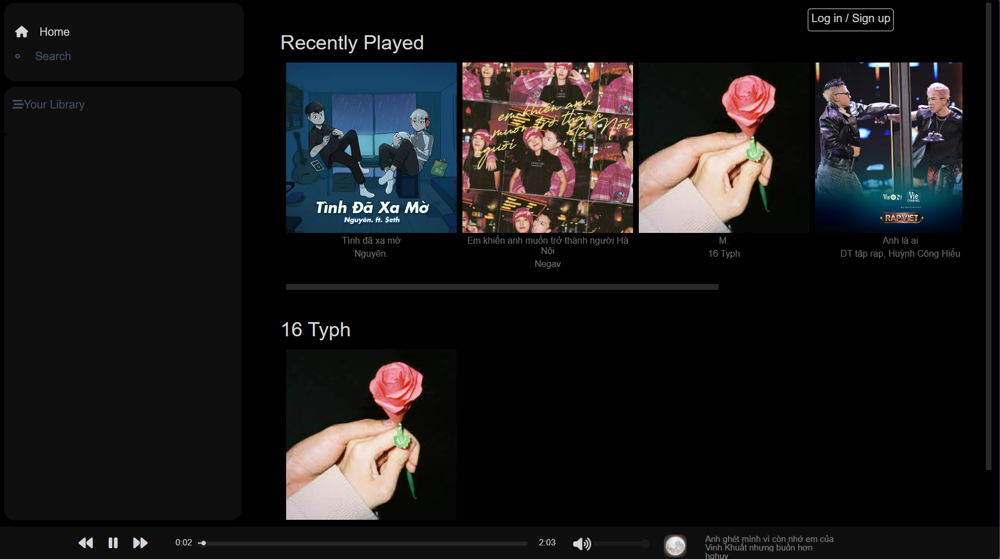 Home
Search
Your Library
Log in / Sign up
Recently Played
Tình Đã Xa Mờ
Nguyên. ft. $eth
em khiến anh
muốn trở thành
người Hà Nội
VieON
Vie
CHANNEL
RAP VIỆT
Tình đã xa mờ
Nguyên.
Em khiến anh muốn trở thành người Hà
Nội
Negav
M.
16 Typh
Anh là ai
DT tập rap, Huỳnh Công Hiếu
16 Typh
0:02
2:03
Anh ghét mình vì còn nhớ em của
Vinh Khuất nhưng buồn hơn
hghuy